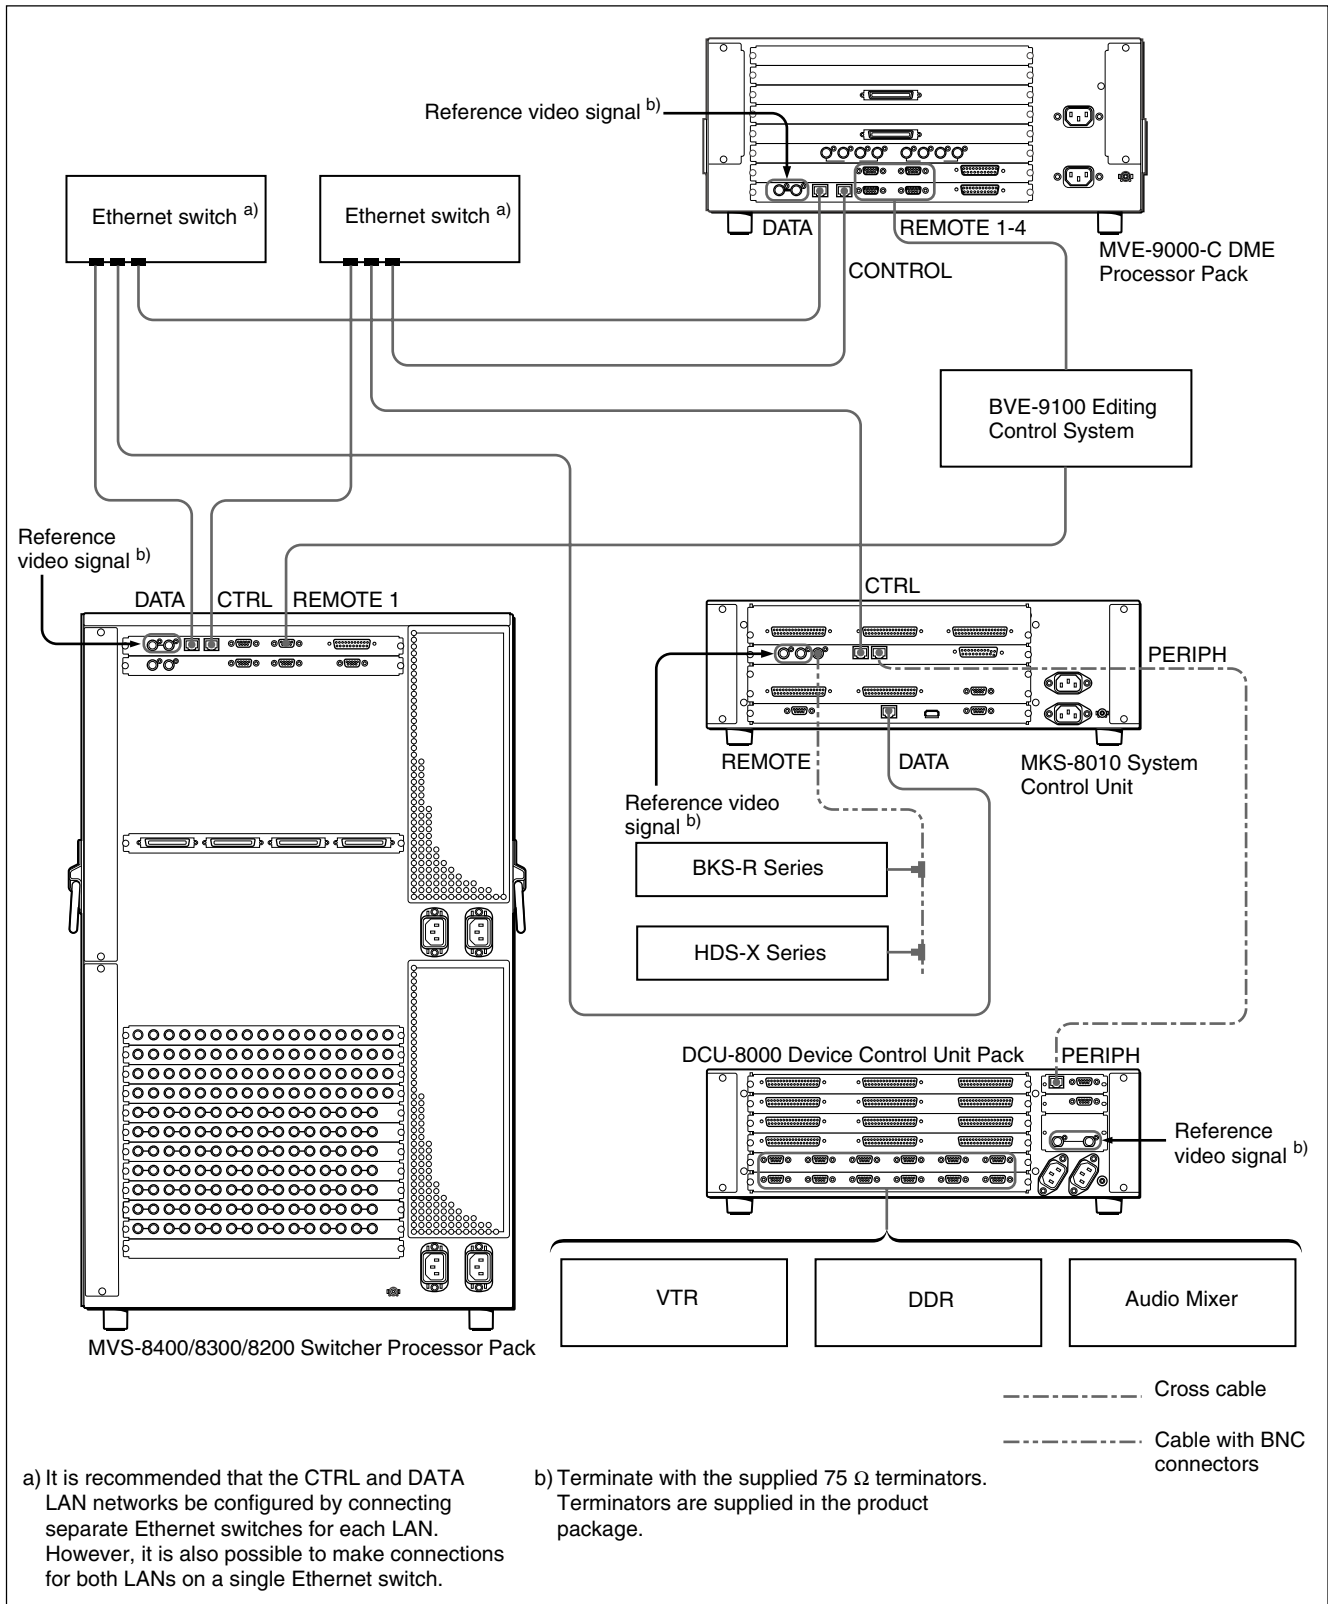 Reference video signal b)
Ethernet switch a)
Ethernet switch a)
DATA
REMOTE 1-4
CONTROL
MVE-9000-C DME
Processor Pack
BVE-9100 Editing
Control System
Reference
video signal b)
DATA
CTRL
REMOTE 1
CTRL
PERIPH
REMOTE
DATA
MKS-8010 System
Control Unit
Reference video
signal b)
BKS-R Series
HDS-X Series
DCU-8000 Device Control Unit Pack
PERIPH
Reference
video signal b)
VTR
DDR
Audio Mixer
MVS-8400/8300/8200 Switcher Processor Pack
Cross cable
Cable with BNC
connectors
a) It is recommended that the CTRL and DATA
LAN networks be configured by connecting
separate Ethernet switches for each LAN.
However, it is also possible to make connections
for both LANs on a single Ethernet switch.
b) Terminate with the supplied 75 Ω terminators.
Terminators are supplied in the product
package.